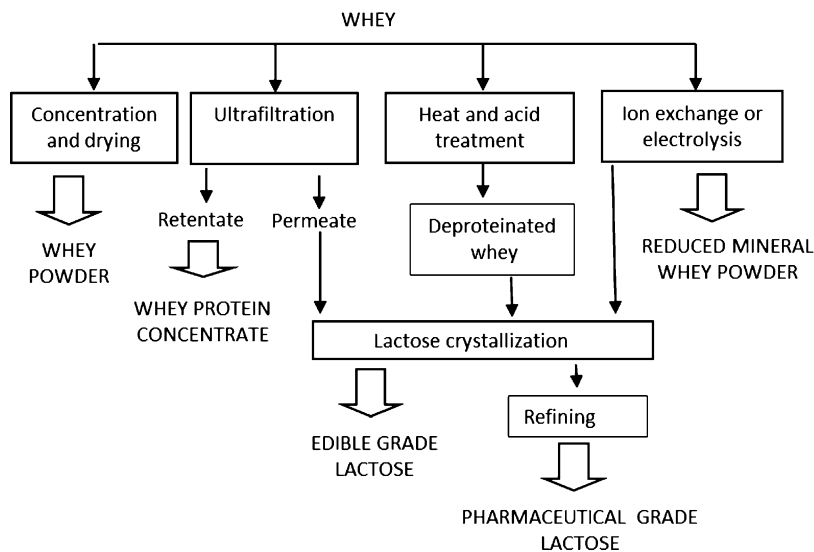 WHEY
Concentration
and drying
Ultrafiltration
Heat and acid
treatment
Ion exchange or
electrolysis
Retentate
Permeate
Deproteinated
whey
WHEY
POWDER
REDUCED MINERAL
WHEY POWDER
WHEY PROTEIN
CONCENTRATE
Lactose crystallization
Refining
EDIBLE GRADE
LACTOSE
PHARMACEUTICAL GRADE
LACTOSE